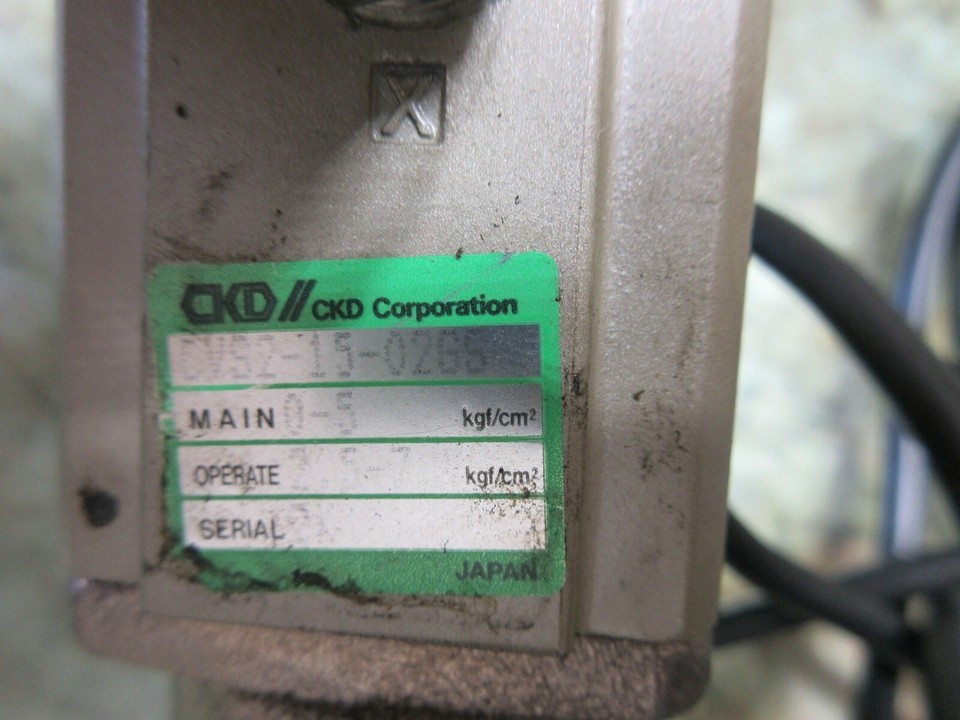 X
CKD// CKD Corporation
MAIN kgf/cm²
OPERATE kgf/cm²
SERIAL
JAPAN